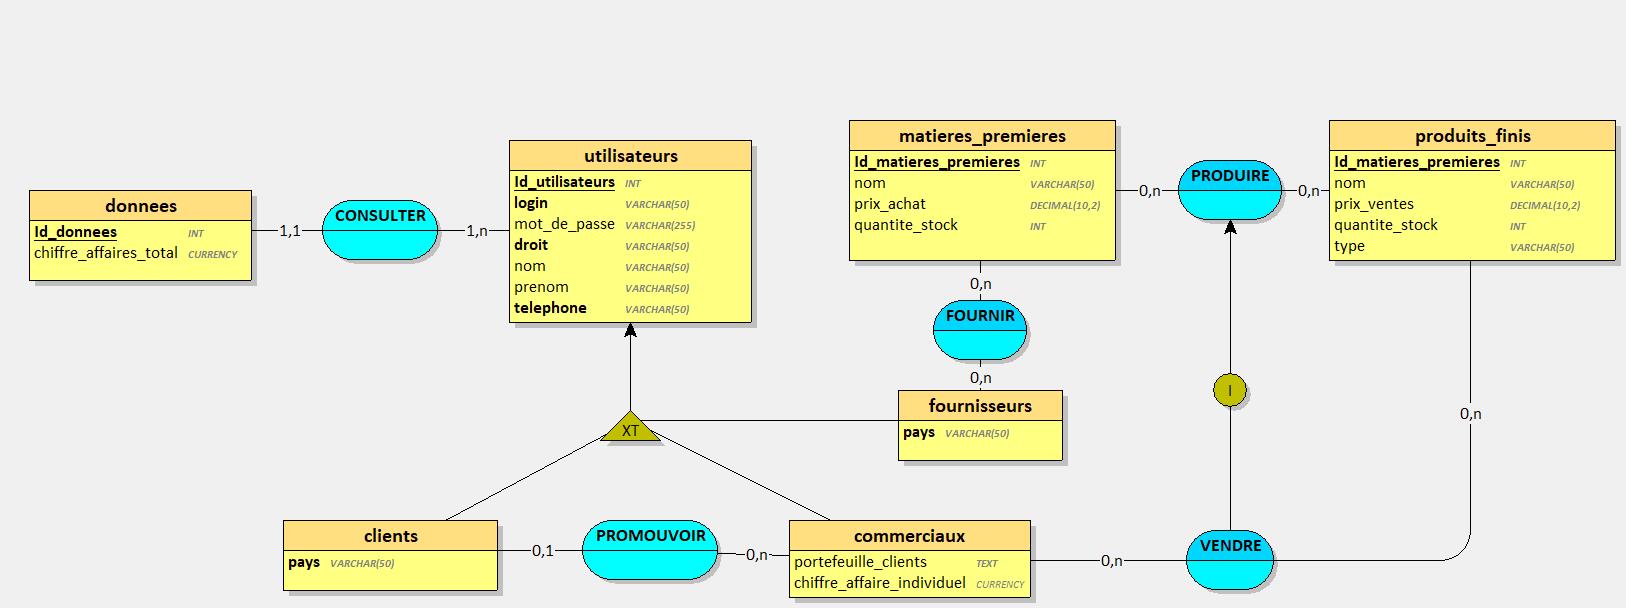 donnees
Id_donnees INT
chiffre_affaires_total CURRENCY
1,1
CONSULTER
1,n
utilisateurs
Id_utilisateurs INT
login VARCHAR(50)
mot_de_passe VARCHAR(255)
droit VARCHAR(50)
nom VARCHAR(50)
prenom VARCHAR(50)
telephone VARCHAR(50)
matieres_premieres
Id_matieres_premieres INT
nom VARCHAR(50)
prix_achat DECIMAL(10,2)
quantite_stock INT
0,n
PRODUIRE
0,n
produits_finis
Id_matieres_premieres INT
nom VARCHAR(50)
prix_ventes DECIMAL(10,2)
quantite_stock INT
type VARCHAR(50)
0,n
FOURNIR
0,n
fournisseurs
pays VARCHAR(50)
XT
I
0,n
clients
pays VARCHAR(50)
0,1
PROMOUVOIR
0,n
commerciaux
portefeuille_clients TEXT
chiffre_affaire_individuel CURRENCY
0,n
VENDRE